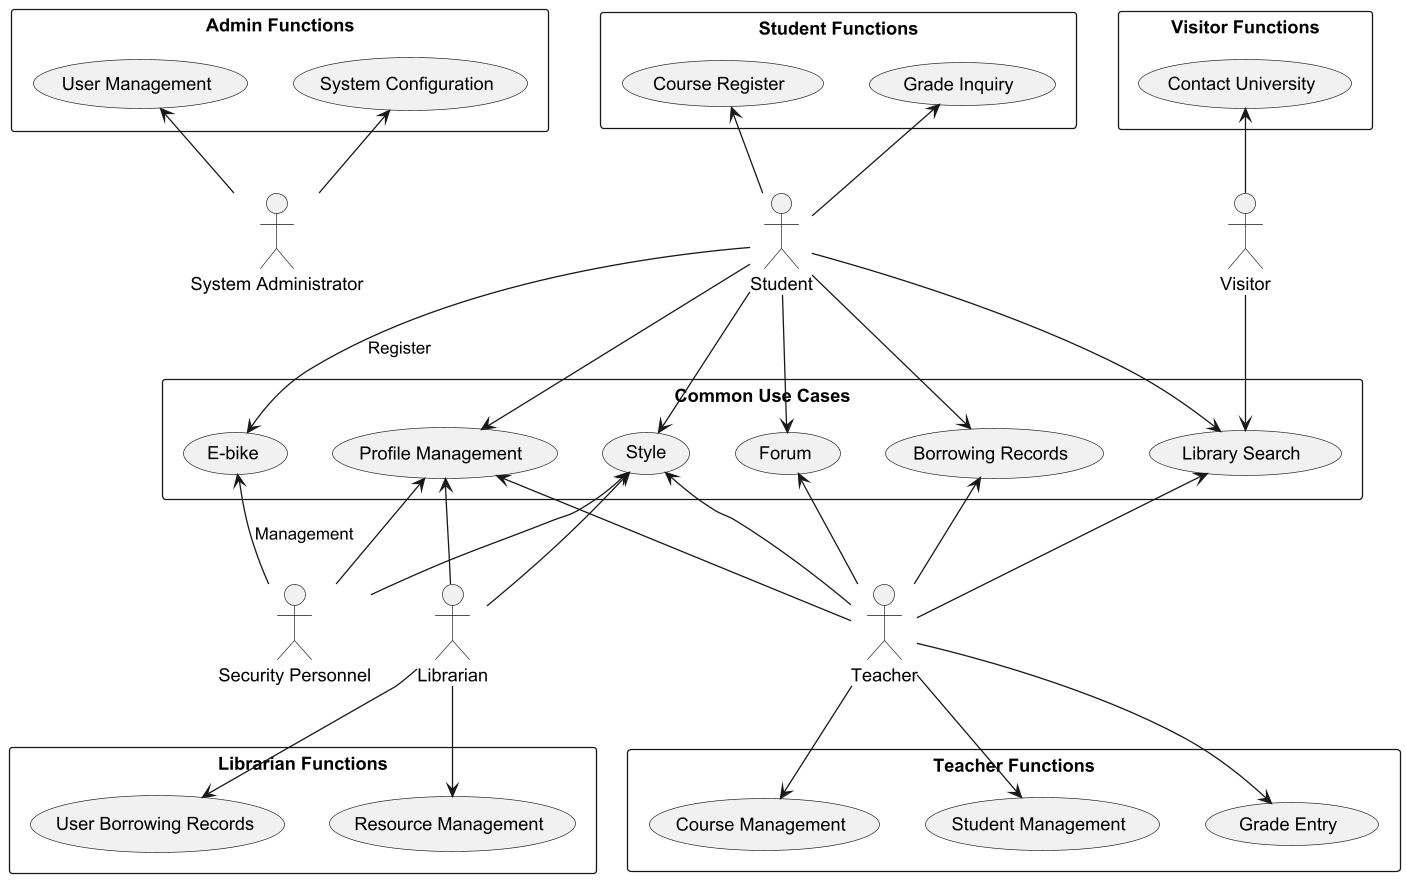 Admin Functions
Student Functions
Visitor Functions
User Management
System Configuration
Course Register
Grade Inquiry
Contact University
System Administrator
Student
Visitor
Register
Common Use Cases
E-bike
Profile Management
Style
Forum
Borrowing Records
Library Search
Management
Security Personnel
Librarian
Teacher
Librarian Functions
Teacher Functions
User Borrowing Records
Resource Management
Course Management
Student Management
Grade Entry